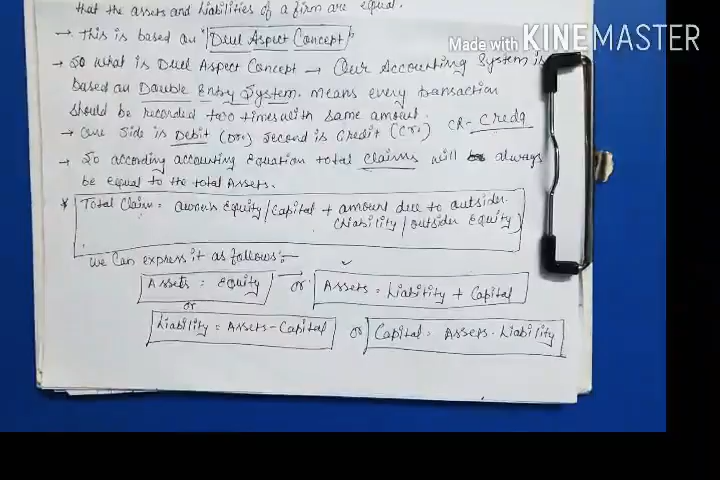 that the assets and liabilities of a firm are equal.
→ This is based on "Dual Aspect Concept"
→ So what is Duel Aspect Concept → Our Accounting System is
based on Double Entry System. means every transaction
should be recorded two times with same amount.
→ One side is Debit (Dr.) Second is Credit (Cr.) CR- Credq
→ So according accounting Equation total claims will always
be equal to the total Assets.
* Total Claim = owner's Equity/Capital + amount due to outsider
(Liability/outsider Equity)
we can express it as follows:-
Assets = Equity → or Assets = Liability + Capital
or
Liability = Assets - Capital or Capital = Assets - Liability
Made with KINEMASTER